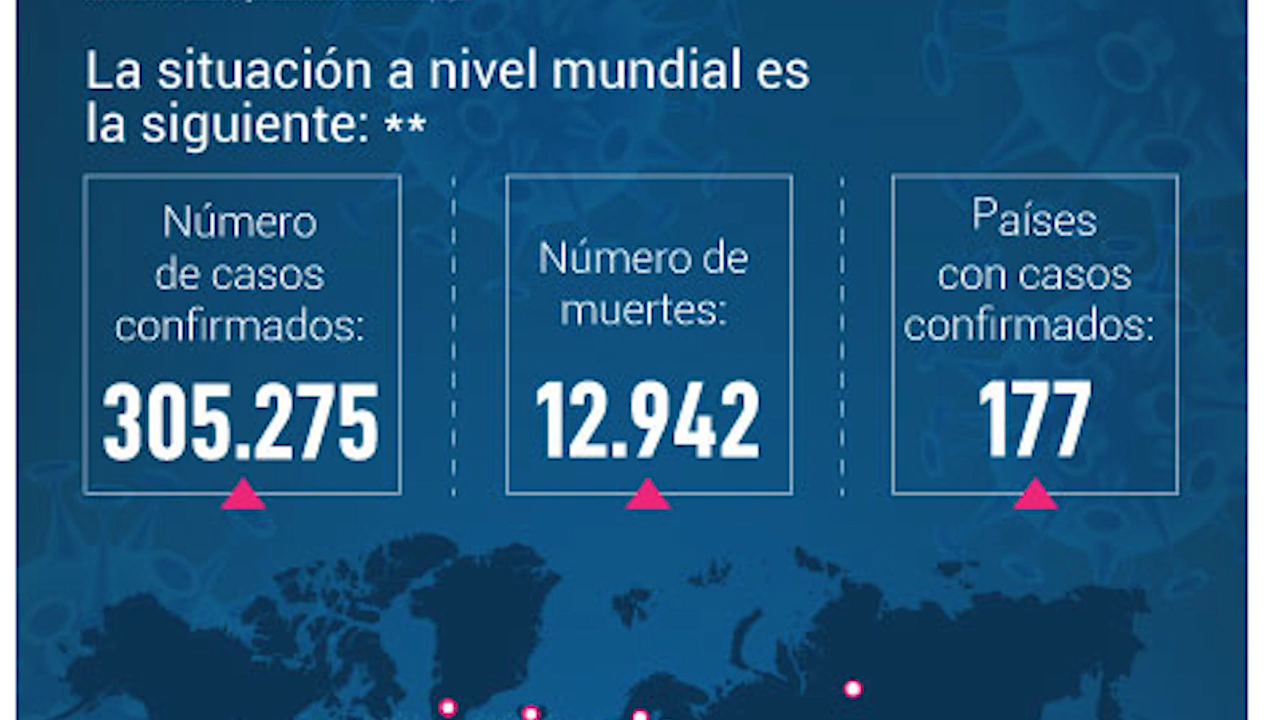 La situación a nivel mundial es
la siguiente: **
Número
de casos
confirmados:
305.275
Número de
muertes:
12.942
Países
con casos
confirmados:
177